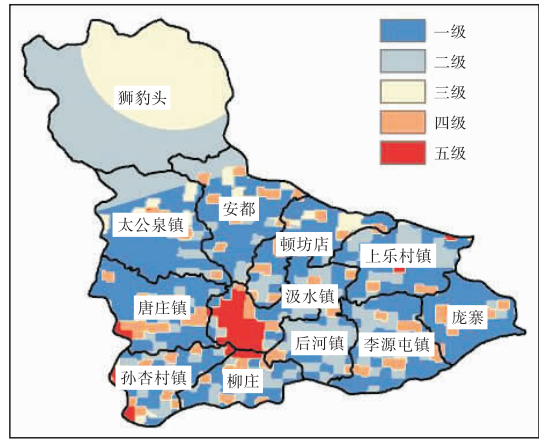 一级
二级
三级
四级
五级
狮豹头
安都
太公泉镇
顿坊店
上乐村镇
唐庄镇
汲水镇
庞寨
后河镇
李源屯镇
孙杏村镇
柳庄